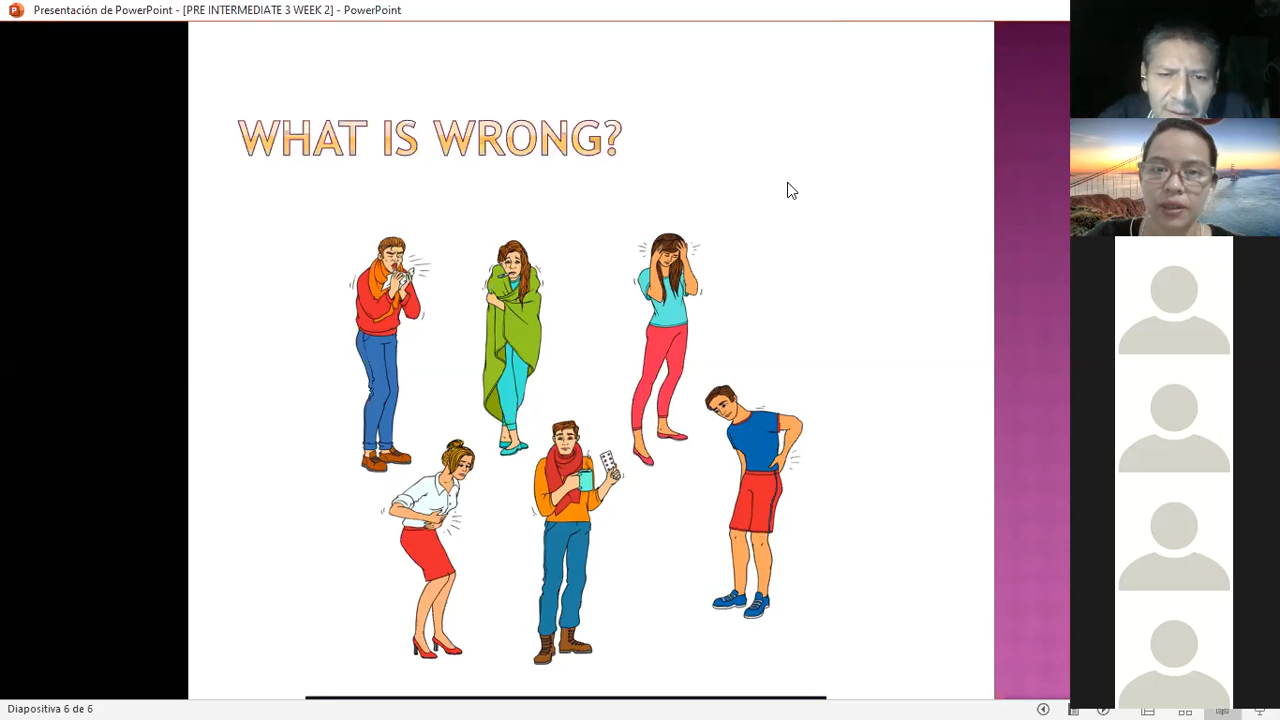 Presentación de PowerPoint - [PRE INTERMEDIATE 3 WEEK 2] - PowerPoint
WHAT IS WRONG?
Diapositiva 6 de 6